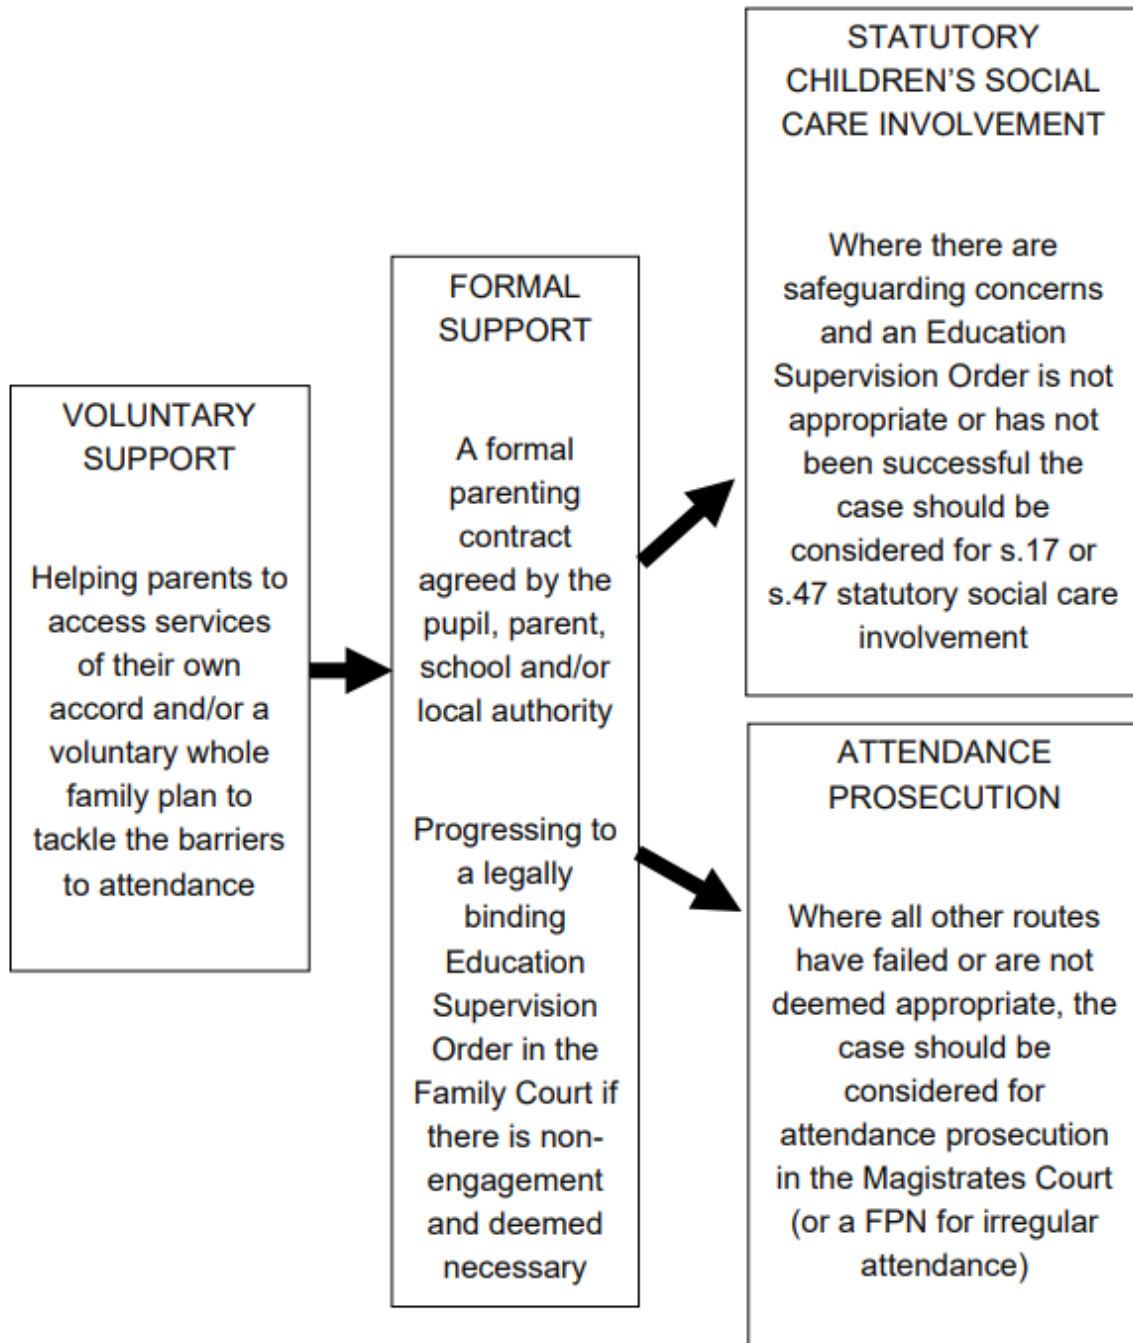 VOLUNTARY
SUPPORT
Helping parents to
access services
of their own
accord and/or a
voluntary whole
family plan to
tackle the barriers
to attendance
FORMAL
SUPPORT
A formal
parenting
contract
agreed by the
pupil, parent,
school and/or
local authority
Progressing to
a legally
binding
Education
Supervision
Order in the
Family Court if
there is non-
engagement
and deemed
necessary
STATUTORY
CHILDREN’S SOCIAL
CARE INVOLVEMENT
Where there are
safeguarding concerns
and an Education
Supervision Order is not
appropriate or has not
been successful the
case should be
considered for s.17 or
s.47 statutory social care
involvement
ATTENDANCE
PROSECUTION
Where all other routes
have failed or are not
deemed appropriate, the
case should be
considered for
attendance prosecution
in the Magistrates Court
(or a FPN for irregular
attendance)